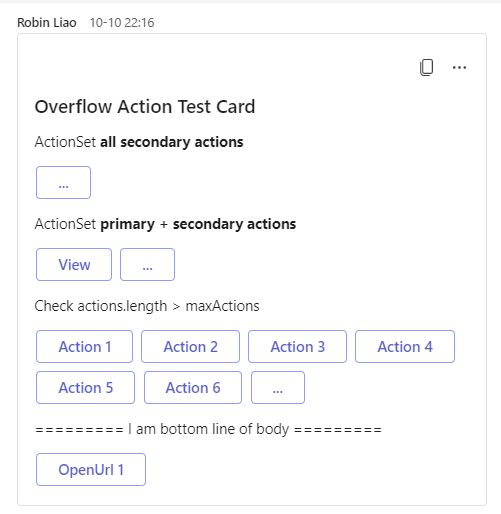 Robin Liao 10-10 22:16
...
Overflow Action Test Card
ActionSet all secondary actions
...
ActionSet primary + secondary actions
View ...
Check actions.length > maxActions
Action 1 Action 2 Action 3 Action 4
Action 5 Action 6 ...
========= I am bottom line of body =========
OpenUrl 1